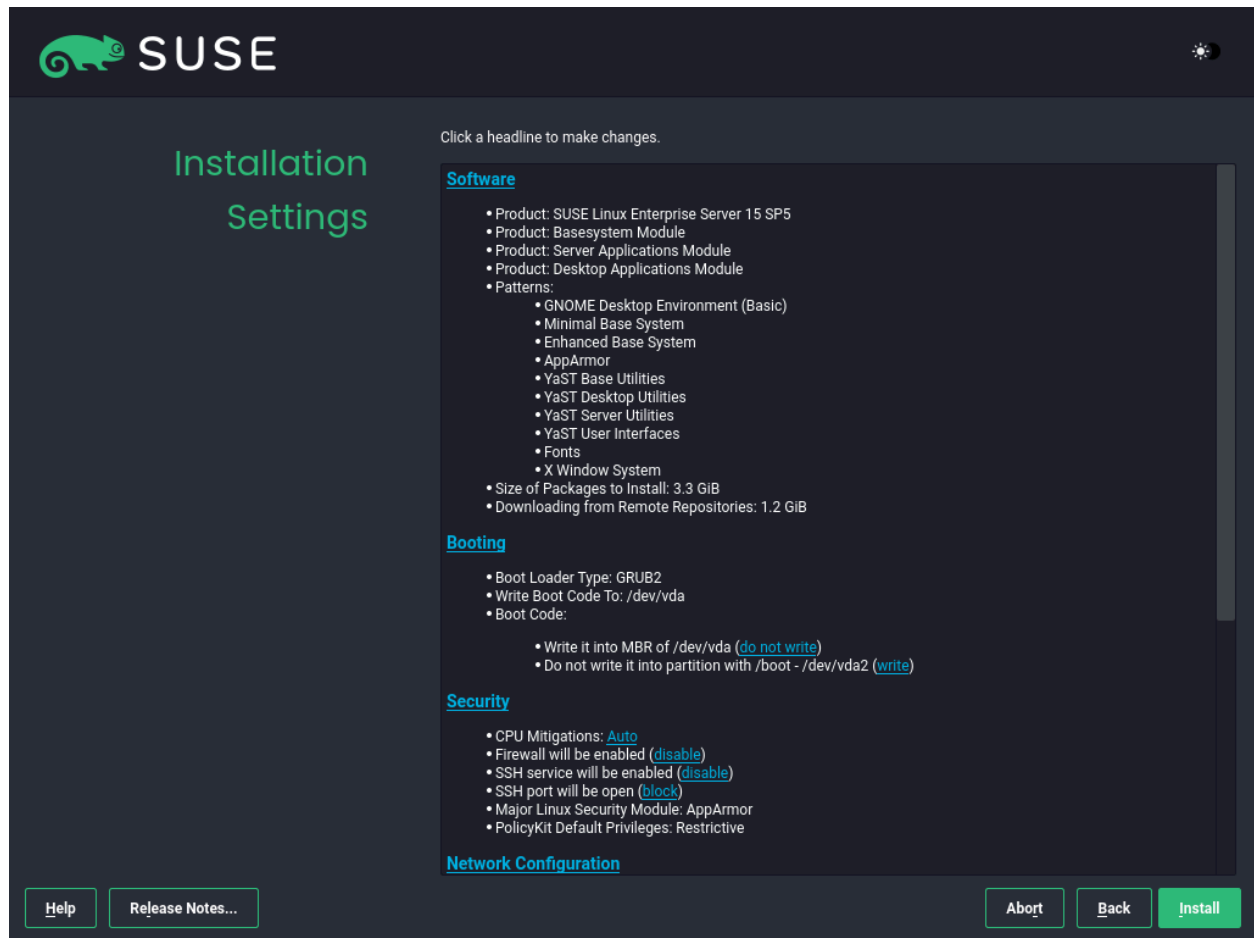 SUSE
Installation
Settings
Click a headline to make changes.
Software
• Product: SUSE Linux Enterprise Server 15 SP5
• Product: Basesystem Module
• Product: Server Applications Module
• Product: Desktop Applications Module
• Patterns:
• GNOME Desktop Environment (Basic)
• Minimal Base System
• Enhanced Base System
• AppArmor
• YaST Base Utilities
• YaST Desktop Utilities
• YaST Server Utilities
• YaST User Interfaces
• Fonts
• X Window System
• Size of Packages to Install: 3.3 GiB
• Downloading from Remote Repositories: 1.2 GiB
Booting
• Boot Loader Type: GRUB2
• Write Boot Code To: /dev/vda
• Boot Code:
• Write it into MBR of /dev/vda (do not write)
• Do not write it into partition with /boot - /dev/vda2 (write)
Security
• CPU Mitigations: Auto
• Firewall will be enabled (disable)
• SSH service will be enabled (disable)
• SSH port will be open (block)
• Major Linux Security Module: AppArmor
• PolicyKit Default Privileges: Restrictive
Network Configuration
Help Release Notes... Abort Back Install